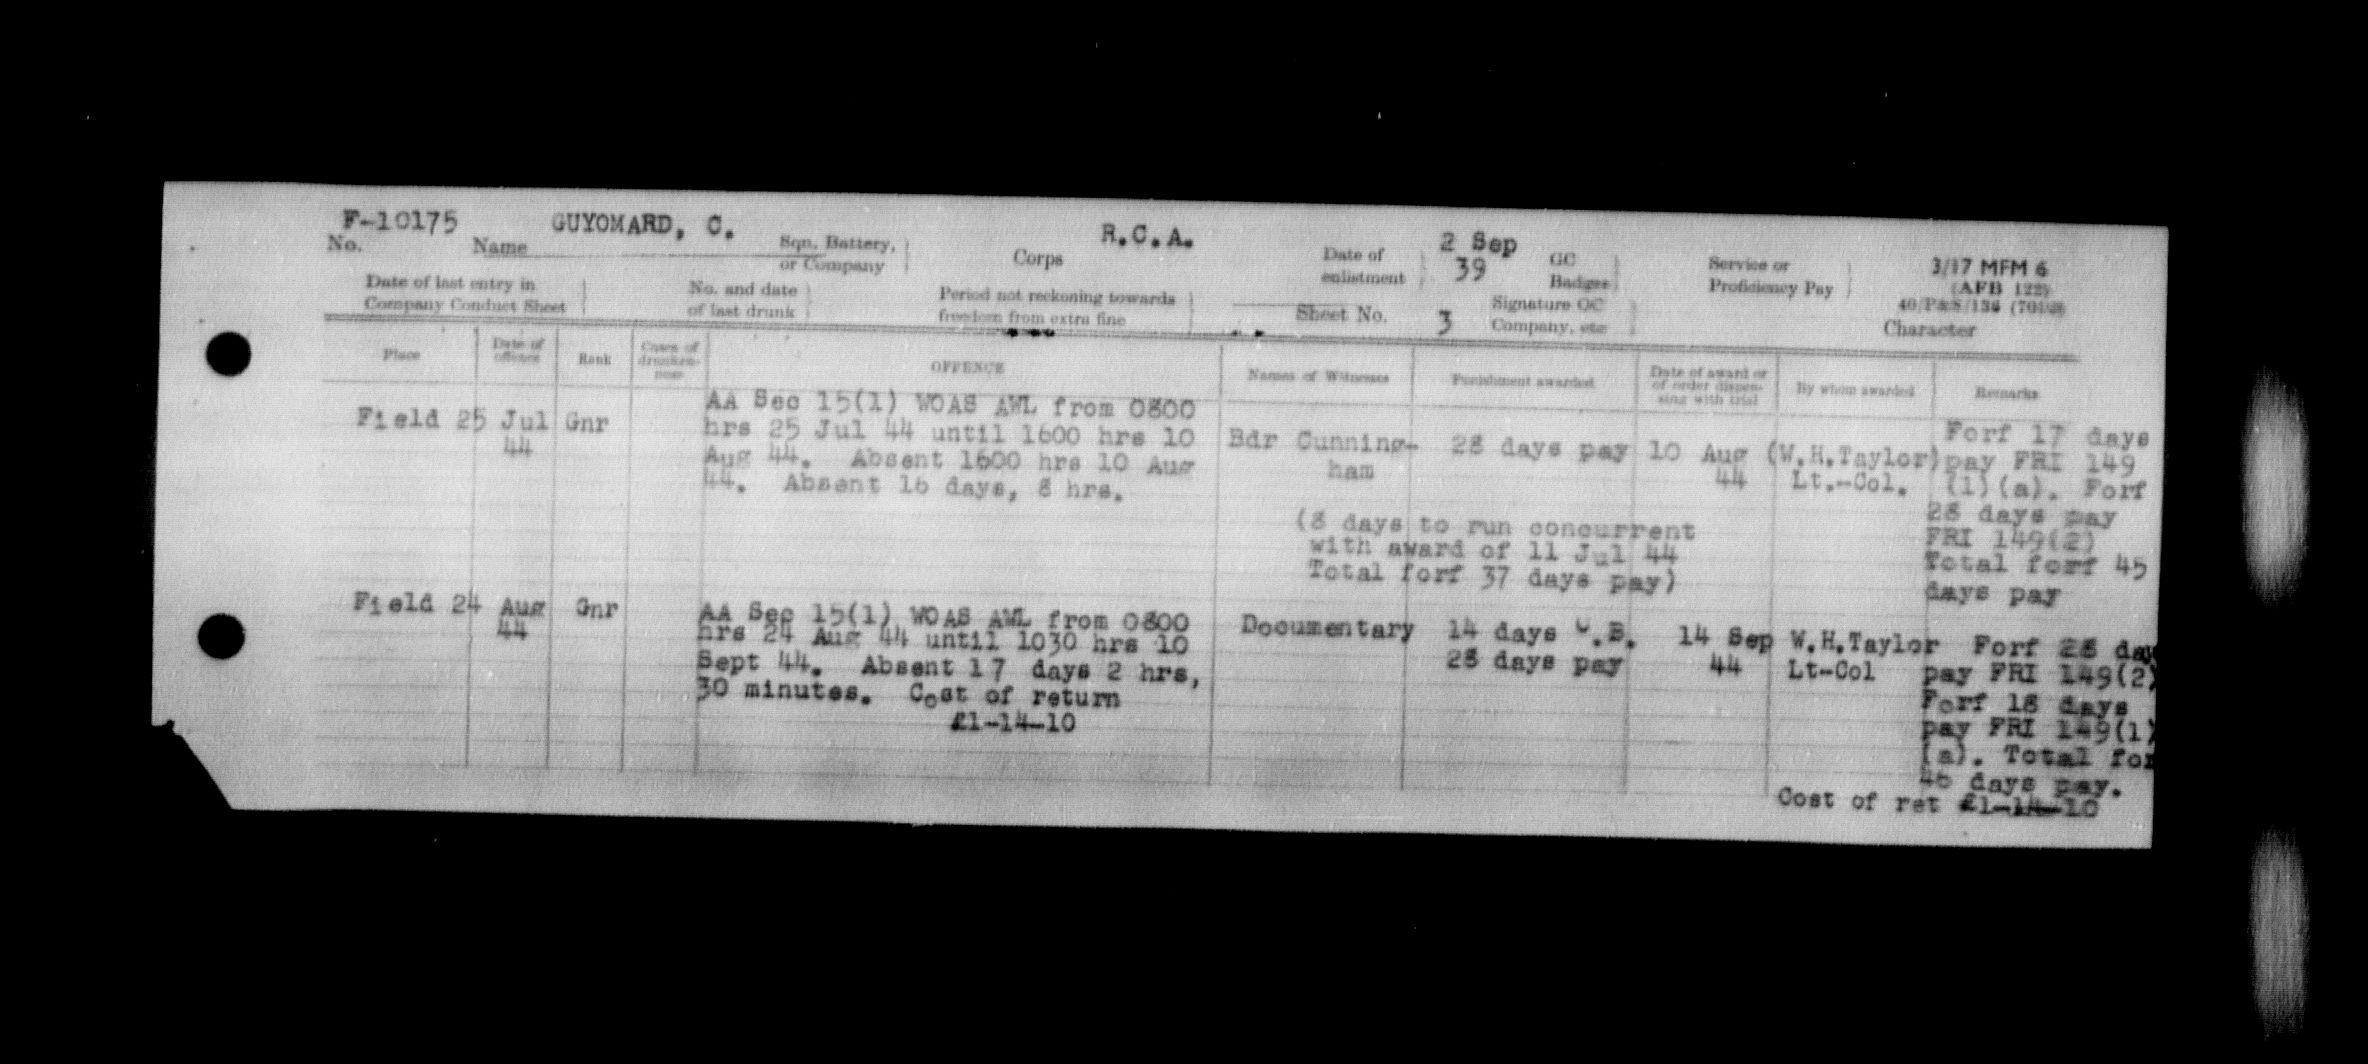 F-10175 GUYOMARD, C. R.C.A. 2 Sep
No. Name Sqn, Battery, or Company Corps Date of enlistment 39 GC Badges Service or Proficiency Pay 3/17 MFM 6
(AFB 122)
Date of last entry in Company Conduct Sheet No. and date of last drunk Period not reckoning towards freedom from extra fine Sheet No. 3 Signature OC Company, etc Character
Place Date of offence Rank Cases of drunkenness OFFENCE Names of Witnesses Punishment awarded Date of award or of order dispensing with trial By whom awarded Remarks
Field 25 Jul 44 Gnr
AA Sec 15(1) WOAS AWL from 0800
hrs 25 Jul 44 until 1600 hrs 10
Aug 44. Absent 1600 hrs 10 Aug
44. Absent 16 days, 8 hrs.
Bdr Cunning-
ham
28 days pay
10 Aug
44
(W.H.Taylor)
Lt.-Col.
Forf 17 days
pay FRI 149
(1)(a). Forf
28 days pay
FRI 149(2)
Total forf 45
days pay
(8 days to run concurrent
with award of 11 Jul 44
Total forf 37 days pay)
Field 24 Aug 44 Gnr
AA Sec 15(1) WOAS AWL from 0800
hrs 24 Aug 44 until 1030 hrs 10
Sept 44. Absent 17 days 2 hrs,
30 minutes. Cost of return
£1-14-10
Documentary
14 days C.B.
28 days pay
14 Sep
44
W.H.Taylor
Lt-Col
Forf 28 day
pay FRI 149(2)
Forf 18 days
pay FRI 149(1)
(a). Total for
46 days pay.
Cost of ret £1-14-10